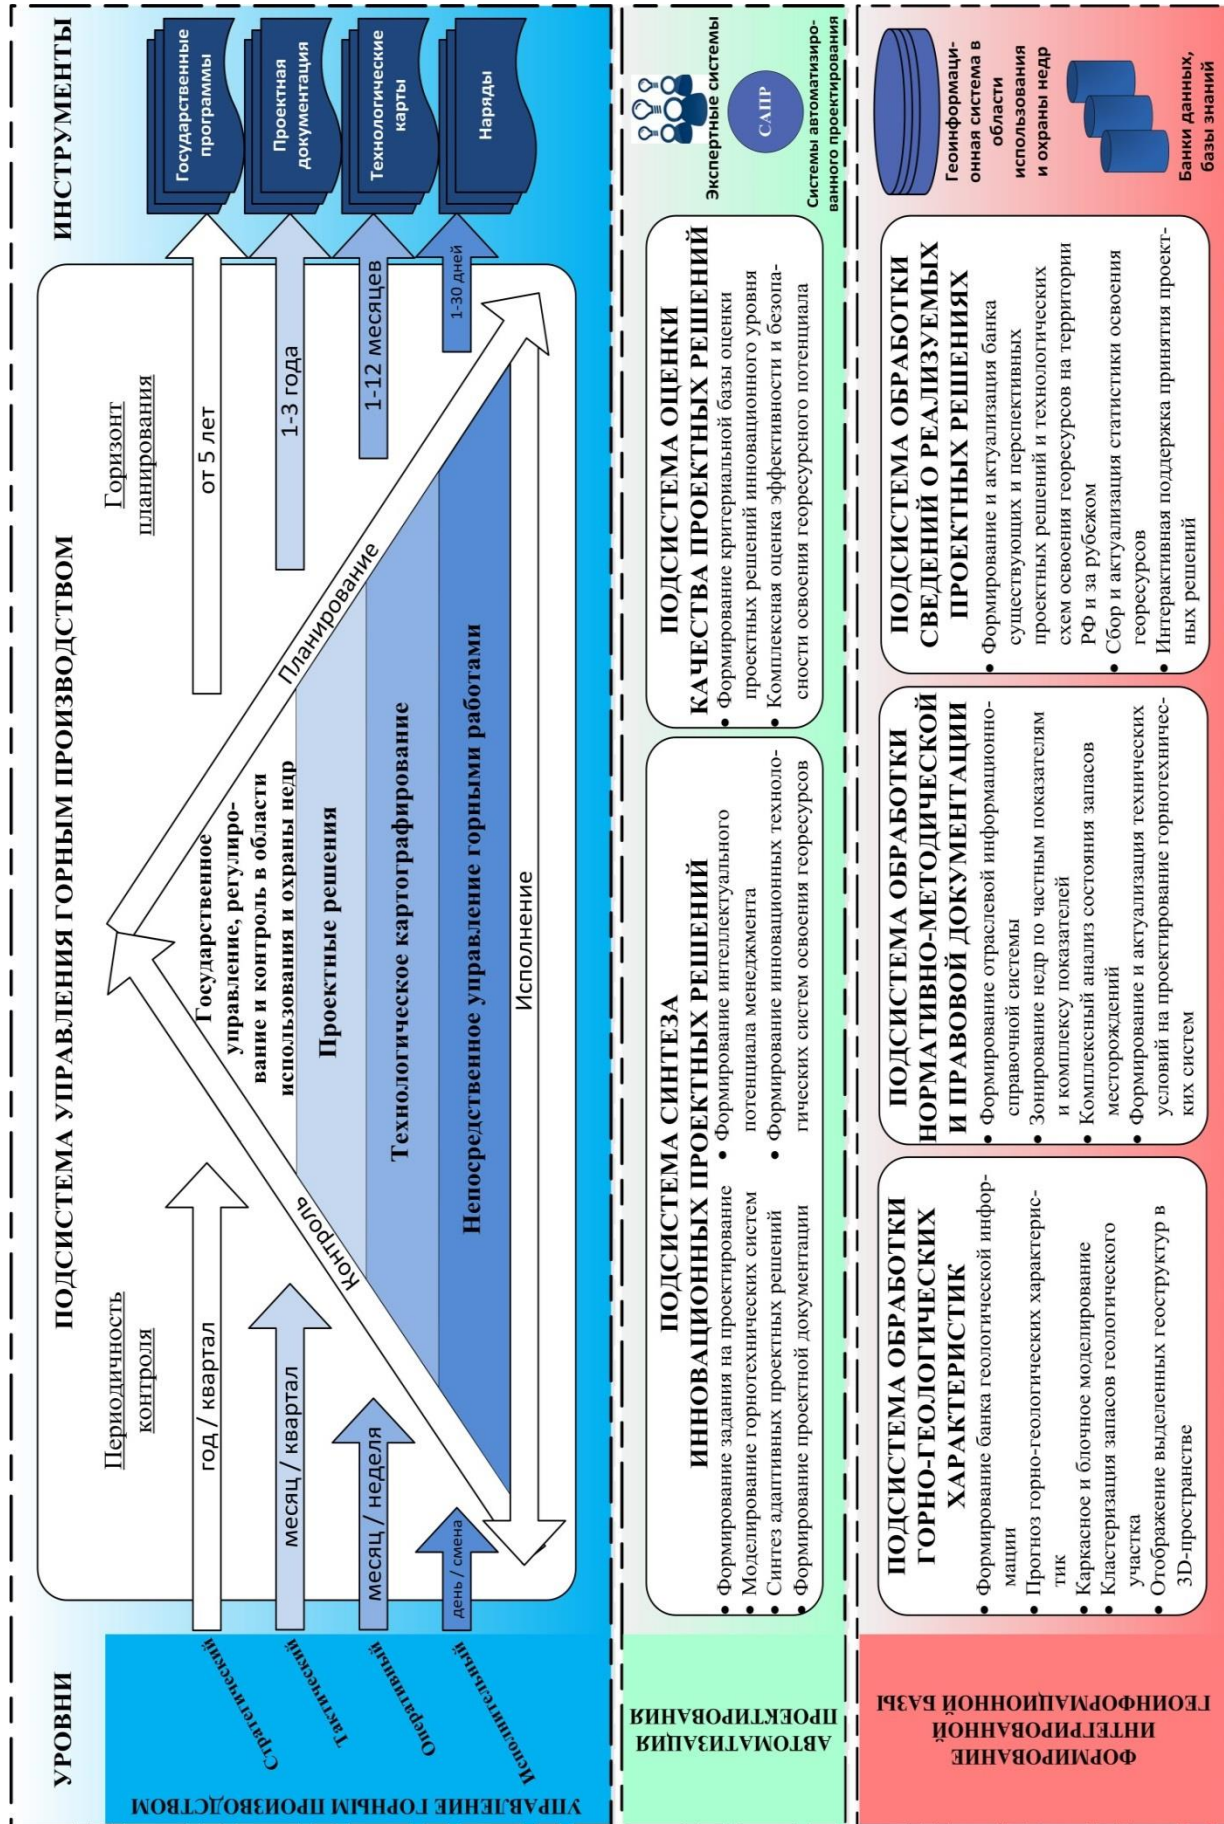 УРОВНИ
ПОДСИСТЕМА УПРАВЛЕНИЯ ГОРНЫМ ПРОИЗВОДСТВОМ
ИНСТРУМЕНТЫ
УПРАВЛЕНИЕ ГОРНЫМ ПРОИЗВОДСТВОМ
Стратегический
Тактический
Оперативный
Исполнительный
Периодичность
контроля
год / квартал
месяц / квартал
месяц / неделя
день / смена
Контроль
Планирование
Исполнение
Государственное
управление, регулиро-
вание и контроль в области
использования и охраны недр
Проектные решения
Технологическое картографирование
Непосредственное управление горными работами
Горизонт
планирования
от 5 лет
1-3 года
1-12 месяцев
1-30 дней
Государственные
программы
Проектная
документация
Технологические
карты
Наряды
АВТОМАТИЗАЦИЯ
ПРОЕКТИРОВАНИЯ
ПОДСИСТЕМА СИНТЕЗА
ИННОВАЦИОННЫХ ПРОЕКТНЫХ РЕШЕНИЙ
• Формирование задания на проектирование
• Моделирование горнотехнических систем
• Синтез адаптивных проектных решений
• Формирование проектной документации
• Формирование интеллектуального
потенциала менеджмента
• Формирование инновационных техноло-
гических систем освоения георесурсов
ПОДСИСТЕМА ОЦЕНКИ
КАЧЕСТВА ПРОЕКТНЫХ РЕШЕНИЙ
• Формирование критериальной базы оценки
проектных решений инновационного уровня
• Комплексная оценка эффективности и безопа-
сности освоения георесурсного потенциала
Экспертные системы
САПР
Системы автоматизиро-
ванного проектирования
ФОРМИРОВАНИЕ
ИНТЕГРИРОВАННОЙ
ГЕОИНФОРМАЦИОННОЙ БАЗЫ
ПОДСИСТЕМА ОБРАБОТКИ
ГОРНО-ГЕОЛОГИЧЕСКИХ
ХАРАКТЕРИСТИК
• Формирование банка геологической инфор-
мации
• Прогноз горно-геологических характерис-
тик
• Каркасное и блочное моделирование
• Кластеризация запасов геологического
участка
• Отображение выделенных геоструктур в
3D-пространстве
ПОДСИСТЕМА ОБРАБОТКИ
НОРМАТИВНО-МЕТОДИЧЕСКОЙ
И ПРАВОВОЙ ДОКУМЕНТАЦИИ
• Формирование отраслевой информационно-
справочной системы
• Зонирование недр по частным показателям
и комплексу показателей
• Комплексный анализ состояния запасов
месторождений
• Формирование и актуализация технических
условий на проектирование горнотехничес-
ких систем
ПОДСИСТЕМА ОБРАБОТКИ
СВЕДЕНИЙ О РЕАЛИЗУЕМЫХ
ПРОЕКТНЫХ РЕШЕНИЯХ
• Формирование и актуализация банка
существующих и перспективных
проектных решений и технологических
схем освоения георесурсов на территории
РФ и за рубежом
• Сбор и актуализация статистики освоения
георесурсов
• Интерактивная поддержка принятия проект-
ных решений
Геоинформаци-
онная система в
области
использования
и охраны недр
Банки данных,
базы знаний